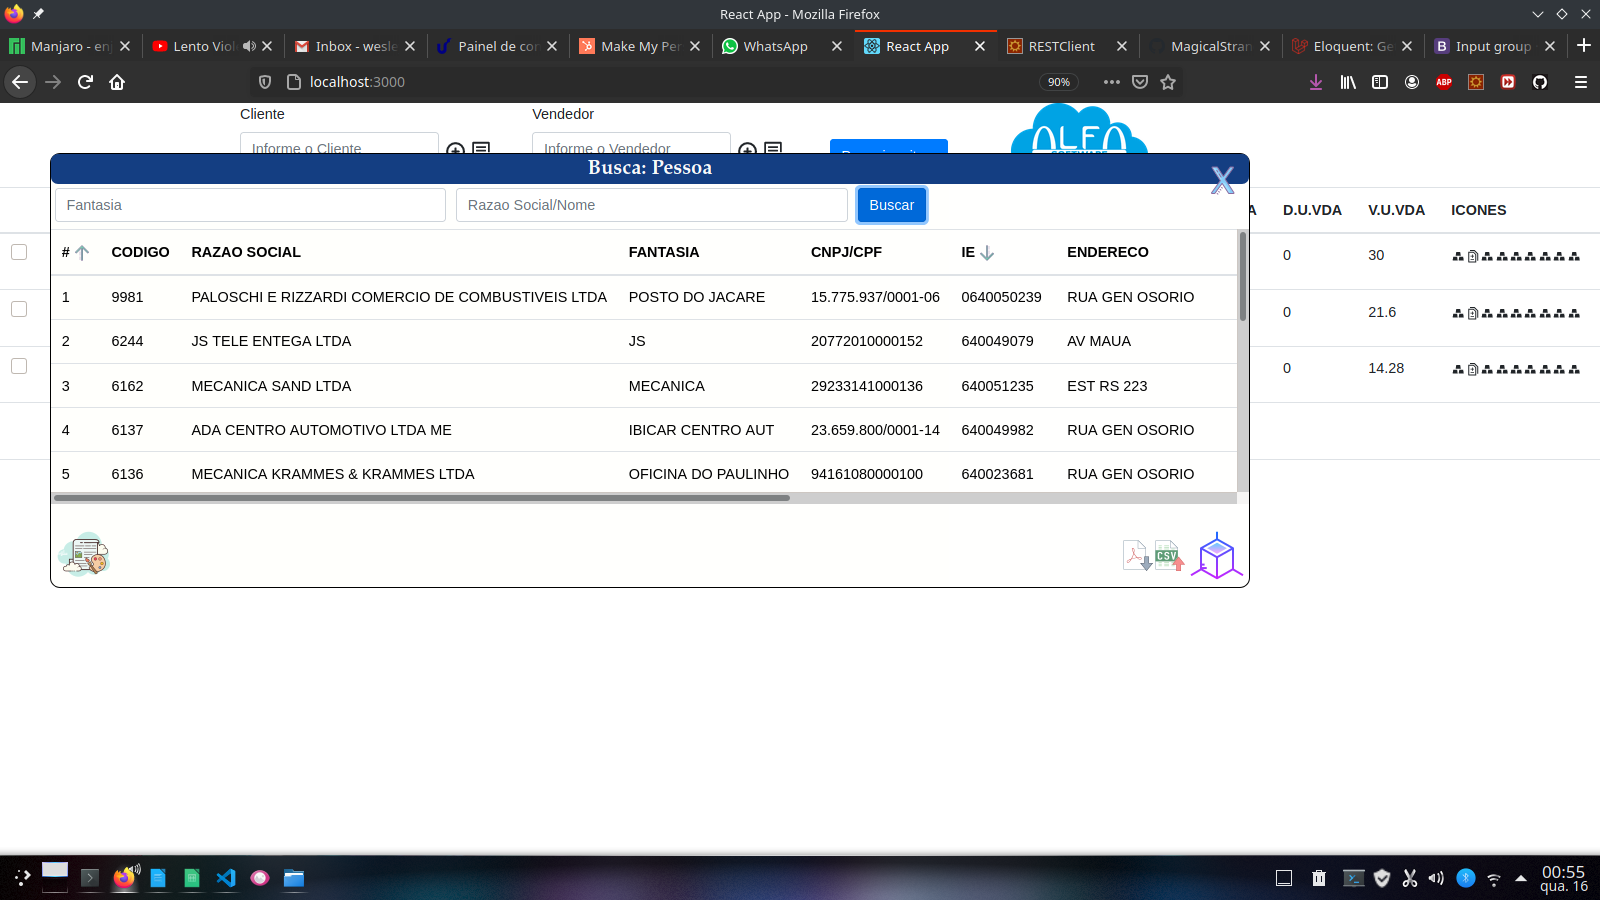 React App - Mozilla Firefox
Manjaro - en
Lento Viol
Inbox - wesle
Painel de con
Make My Per
WhatsApp
React App
RESTClient
MagicalStran
Eloquent: Ge
Input group
localhost:3000
90%
ABP
Cliente
Vendedor
Informe o Cliente
Informe o Vendedor
ALFA
SOFTWARE
Busca: Pessoa
X
Fantasia
Razao Social/Nome
Buscar
A D.U.VDA V.U.VDA ICONES
# CODIGO RAZAO SOCIAL FANTASIA CNPJ/CPF IE ENDERECO
0 30
1 9981 PALOSCHI E RIZZARDI COMERCIO DE COMBUSTIVEIS LTDA POSTO DO JACARE 15.775.937/0001-06 0640050239 RUA GEN OSORIO
0 21.6
2 6244 JS TELE ENTEGA LTDA JS 20772010000152 640049079 AV MAUA
0 14.28
3 6162 MECANICA SAND LTDA MECANICA 29233141000136 640051235 EST RS 223
4 6137 ADA CENTRO AUTOMOTIVO LTDA ME IBICAR CENTRO AUT 23.659.800/0001-14 640049982 RUA GEN OSORIO
5 6136 MECANICA KRAMMES & KRAMMES LTDA OFICINA DO PAULINHO 94161080000100 640023681 RUA GEN OSORIO
CSV
00:55
qua. 16